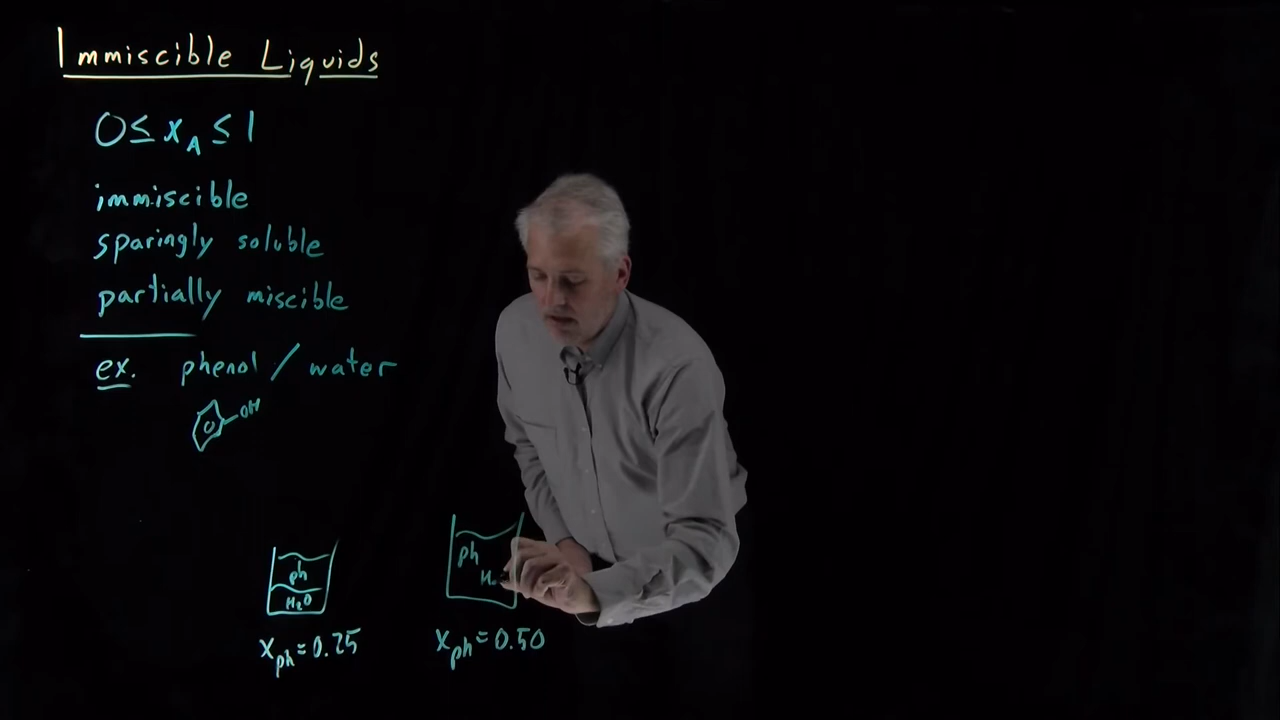 Immiscible Liquids
0 ≤ x_A ≤ 1
immiscible
sparingly soluble
partially miscible
ex. phenol / water
OH
ph
H₂O
x_ph = 0.25
ph
H
x_ph = 0.50